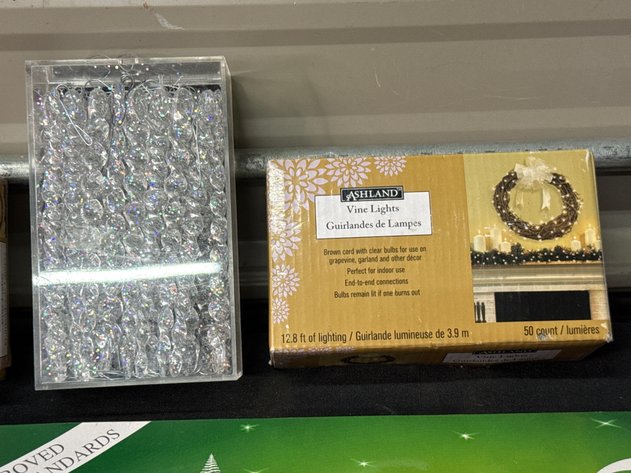 ASHLAND
Vine Lights
Guirlandes de Lampes
Brown cord with clear bulbs for use on
grapevine, garland and other décor
Perfect for indoor use
End-to-end connections
Bulbs remain lit if one burns out
12.8 ft of lighting / Guirlande lumineuse de 3.9 m
50 count / lumières
ASHLAND